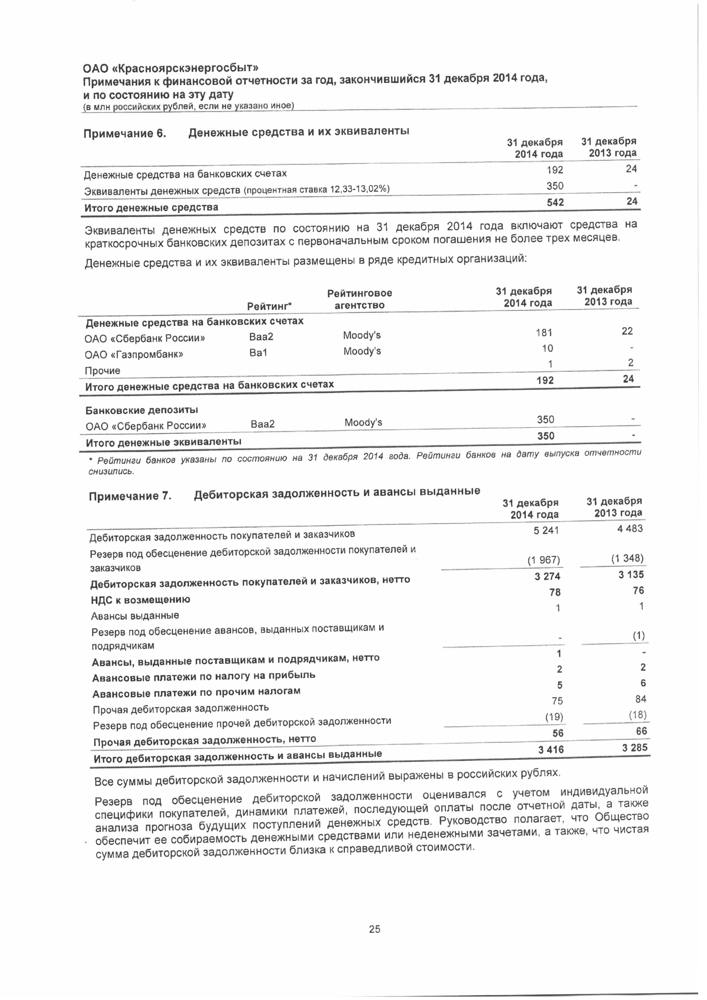 ОАО «Красноярскэнергосбыт»
Примечания к финансовой отчетности за год, закончившийся 31 декабря 2014 года,
и по состоянию на эту дату
(в млн российских рублей, если не указано иное)
Примечание 6. Денежные средства и их эквиваленты
31 декабря 31 декабря
2014 года 2013 года
Денежные средства на банковских счетах 192 24
Эквиваленты денежных средств (процентная ставка 12,33-13,02%) 350 -
Итого денежные средства 542 24
Эквиваленты денежных средств по состоянию на 31 декабря 2014 года включают средства на
краткосрочных банковских депозитах с первоначальным сроком погашения не более трех месяцев.
Денежные средства и их эквиваленты размещены в ряде кредитных организаций:
Рейтинговое 31 декабря 31 декабря
Рейтинг* агентство 2014 года 2013 года
Денежные средства на банковских счетах
ОАО «Сбербанк России» Baa2 Moody's 181 22
ОАО «Газпромбанк» Ba1 Moody's 10 -
Прочие 1 2
Итого денежные средства на банковских счетах 192 24
Банковские депозиты
ОАО «Сбербанк России» Baa2 Moody's 350 -
Итого денежные эквиваленты 350 -
* Рейтинги банков указаны по состоянию на 31 декабря 2014 года. Рейтинги банков на дату выпуска отчетности
снизились.
Примечание 7. Дебиторская задолженность и авансы выданные
31 декабря 31 декабря
2014 года 2013 года
Дебиторская задолженность покупателей и заказчиков 5 241 4 483
Резерв под обесценение дебиторской задолженности покупателей и
заказчиков (1 967) (1 348)
Дебиторская задолженность покупателей и заказчиков, нетто 3 274 3 135
НДС к возмещению 78 76
Авансы выданные 1 1
Резерв под обесценение авансов, выданных поставщикам и
подрядчикам - (1)
Авансы, выданные поставщикам и подрядчикам, нетто 1 -
Авансовые платежи по налогу на прибыль 2 2
Авансовые платежи по прочим налогам 5 6
Прочая дебиторская задолженность 75 84
Резерв под обесценение прочей дебиторской задолженности (19) (18)
Прочая дебиторская задолженность, нетто 56 66
Итого дебиторская задолженность и авансы выданные 3 416 3 285
Все суммы дебиторской задолженности и начислений выражены в российских рублях.
Резерв под обесценение дебиторской задолженности оценивался с учетом индивидуальной
специфики покупателей, динамики платежей, последующей оплаты после отчетной даты, а также
анализа прогноза будущих поступлений денежных средств. Руководство полагает, что Общество
обеспечит ее собираемость денежными средствами или неденежными зачетами, а также, что чистая
сумма дебиторской задолженности близка к справедливой стоимости.
25